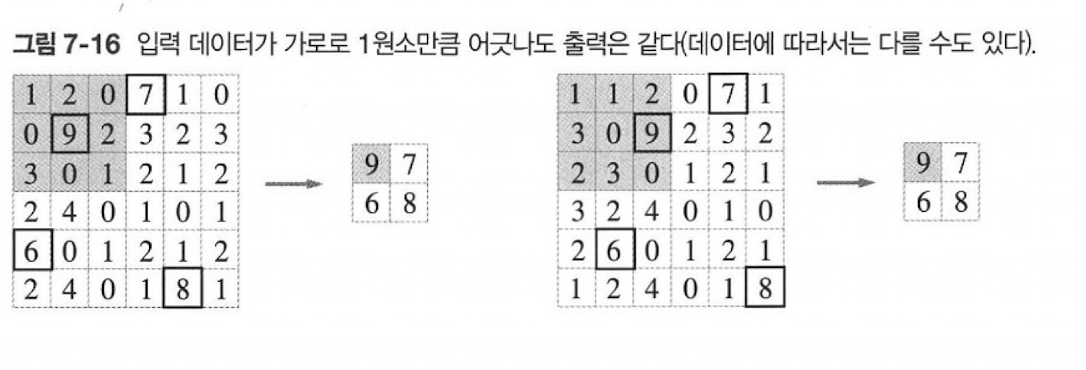 그림 7-16 입력 데이터가 가로로 1원소만큼 어긋나도 출력은 같다(데이터에 따라서는 다를 수도 있다).
1 2 0 7 1 0
0 9 2 3 2 3
3 0 1 2 1 2
2 4 0 1 0 1
6 0 1 2 1 2
2 4 0 1 8 1
9 7
6 8
1 1 2 0 7 1
3 0 9 2 3 2
2 3 0 1 2 1
3 2 4 0 1 0
2 6 0 1 2 1
1 2 4 0 1 8
9 7
6 8